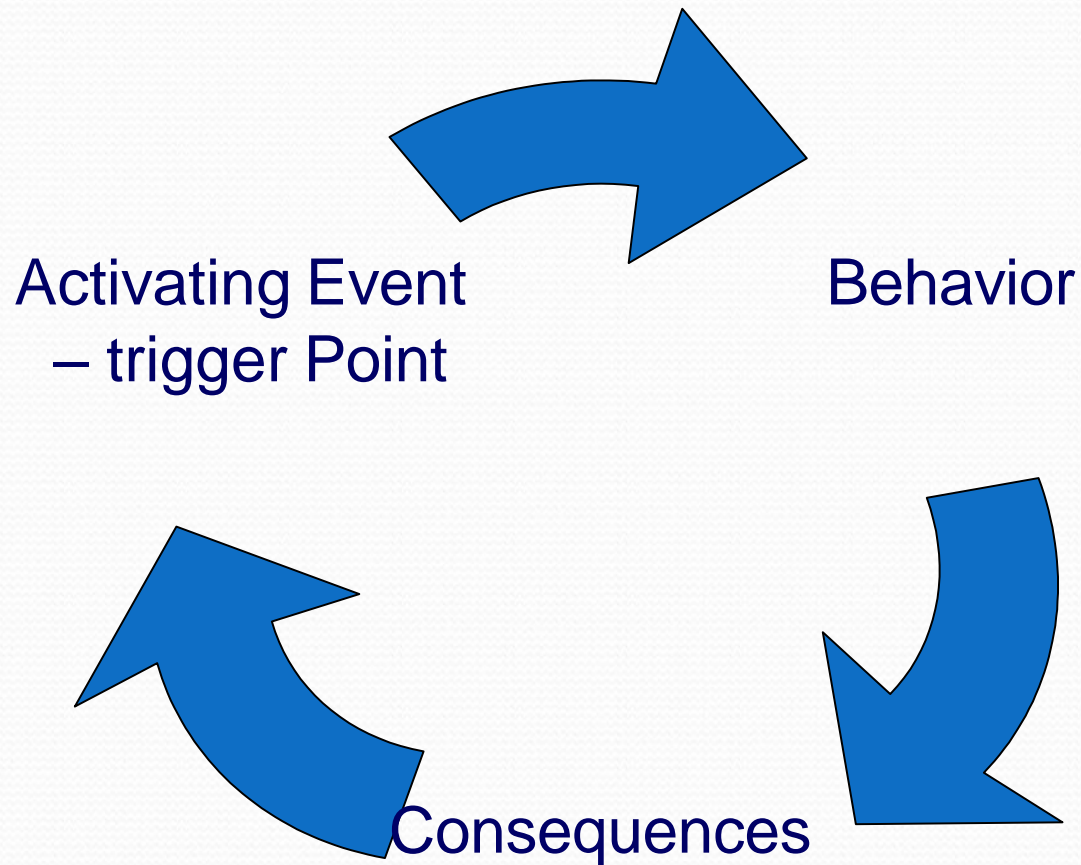 Activating Event
– trigger Point
Behavior
Consequences